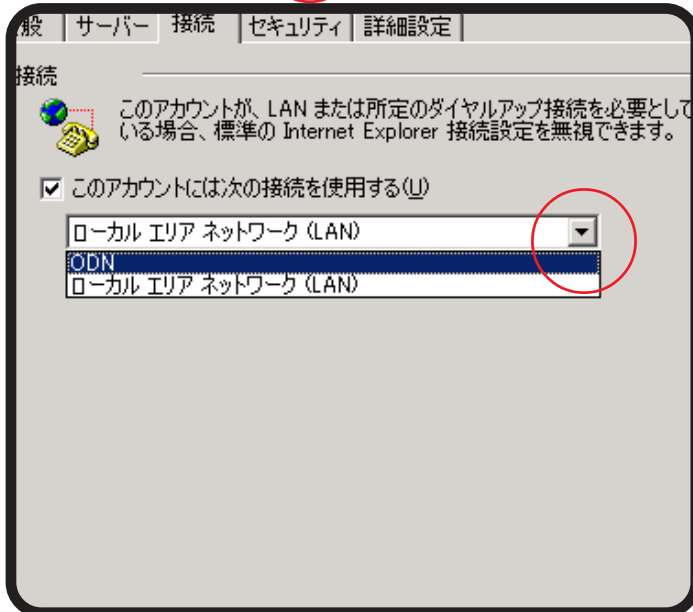 般 サーバー 接続 セキュリティ 詳細設定
接続
このアカウントが、LAN または所定のダイヤルアップ接続を必要として
いる場合、標準の Internet Explorer 接続設定を無視できます。
このアカウントには次の接続を使用する(U)
ローカル エリア ネットワーク (LAN)
ODN
ローカル エリア ネットワーク (LAN)